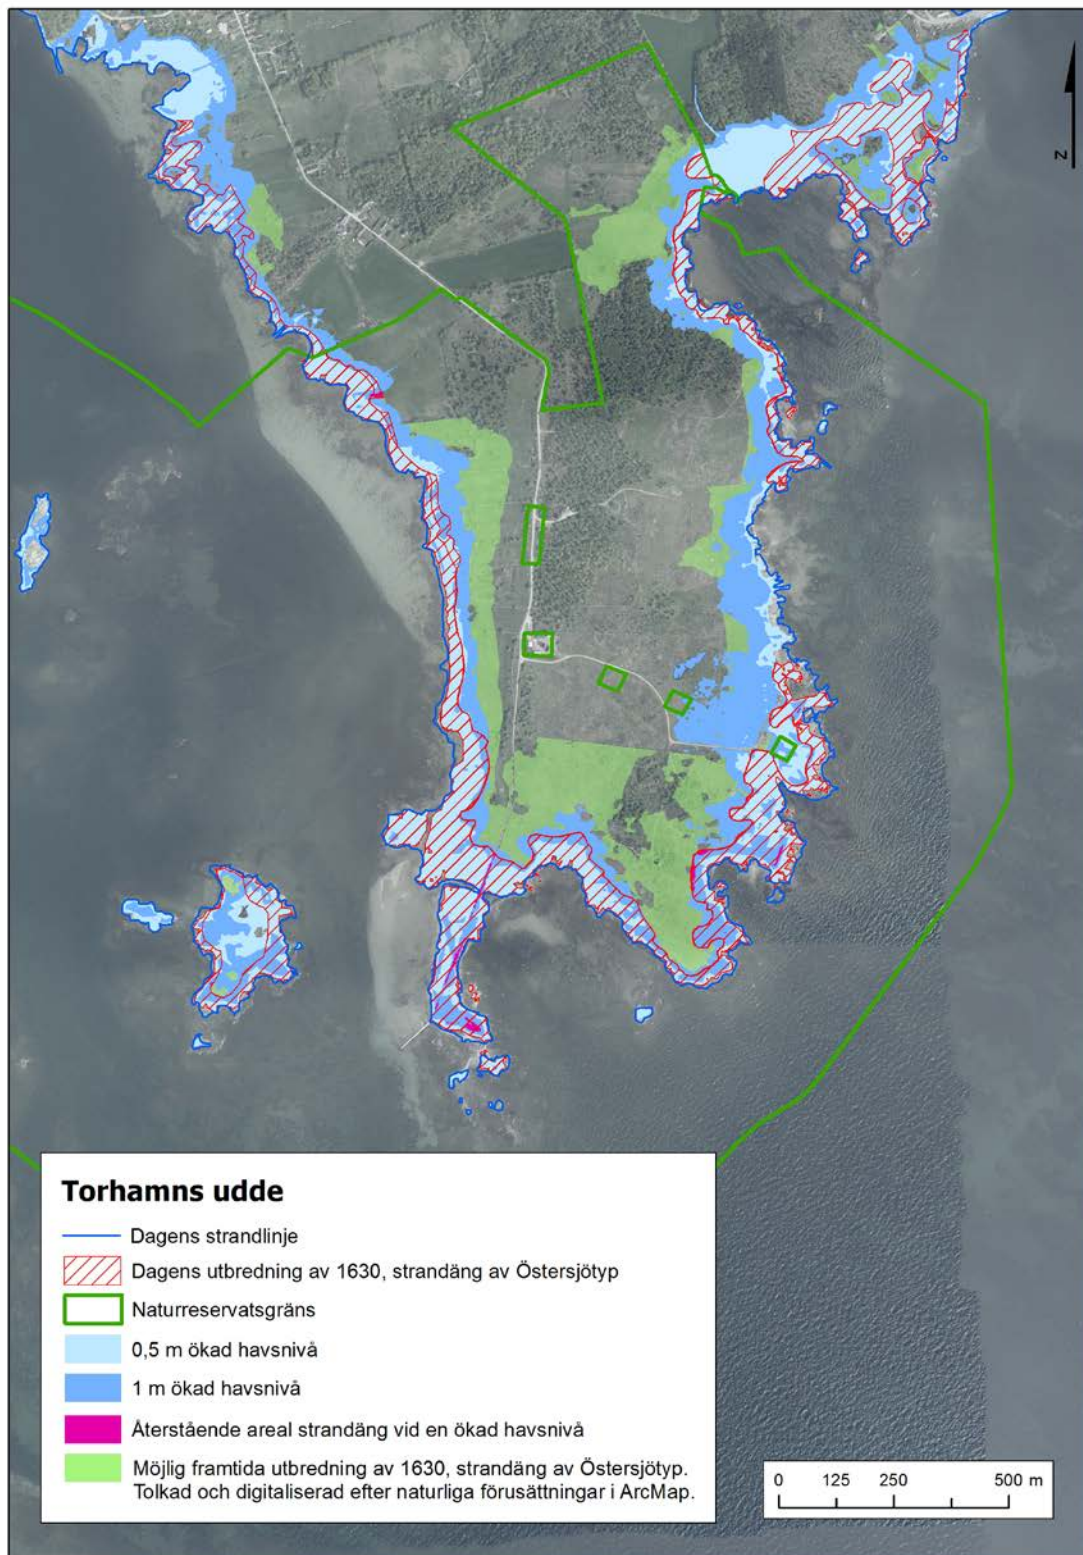 Z
Torhamns udde
Dagens strandlinje
Dagens utbredning av 1630, strandäng av Östersjötyp
Naturreservatsgräns
0,5 m ökad havsnivå
1 m ökad havsnivå
Återstående areal strandäng vid en ökad havsnivå
Möjlig framtida utbredning av 1630, strandäng av Östersjötyp.
Tolkad och digitaliserad efter naturliga förusättningar i ArcMap.
0 125 250 500 m